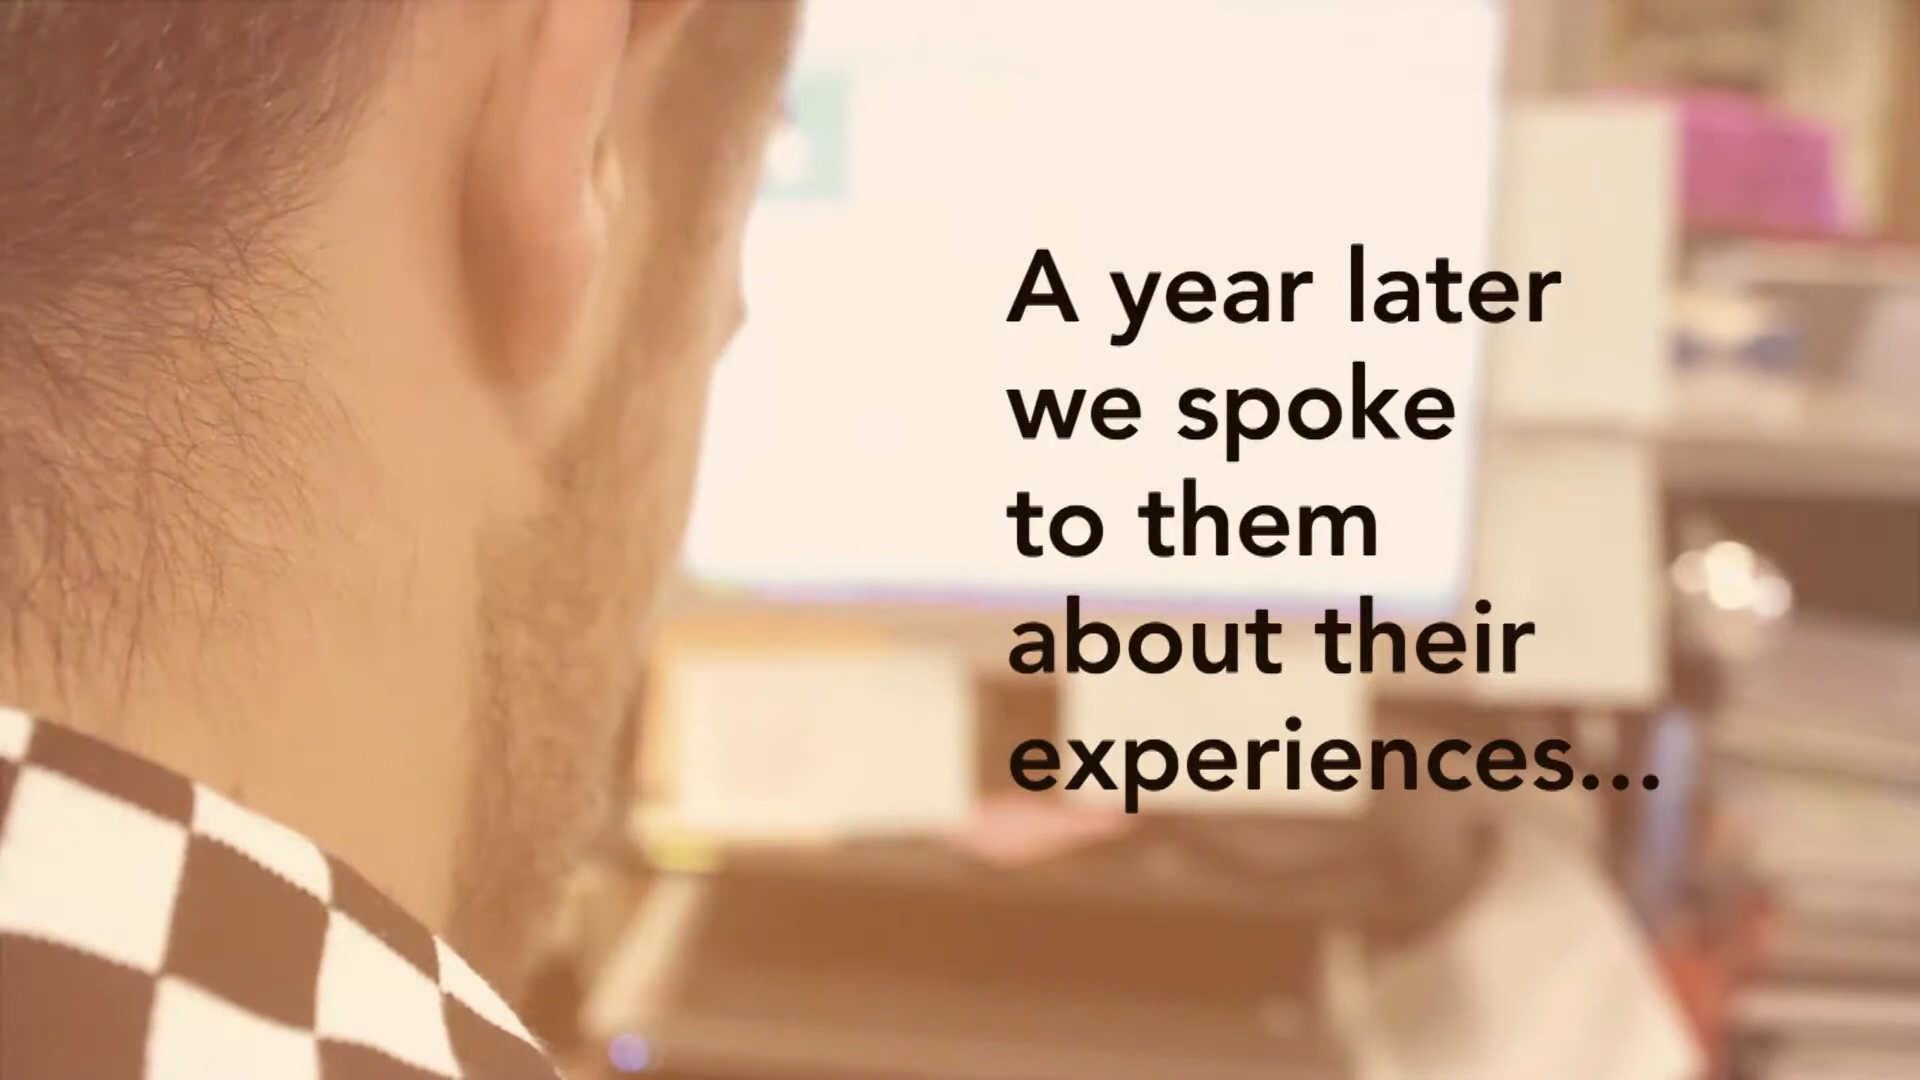 A year later
we spoke
to them
about their
experiences...